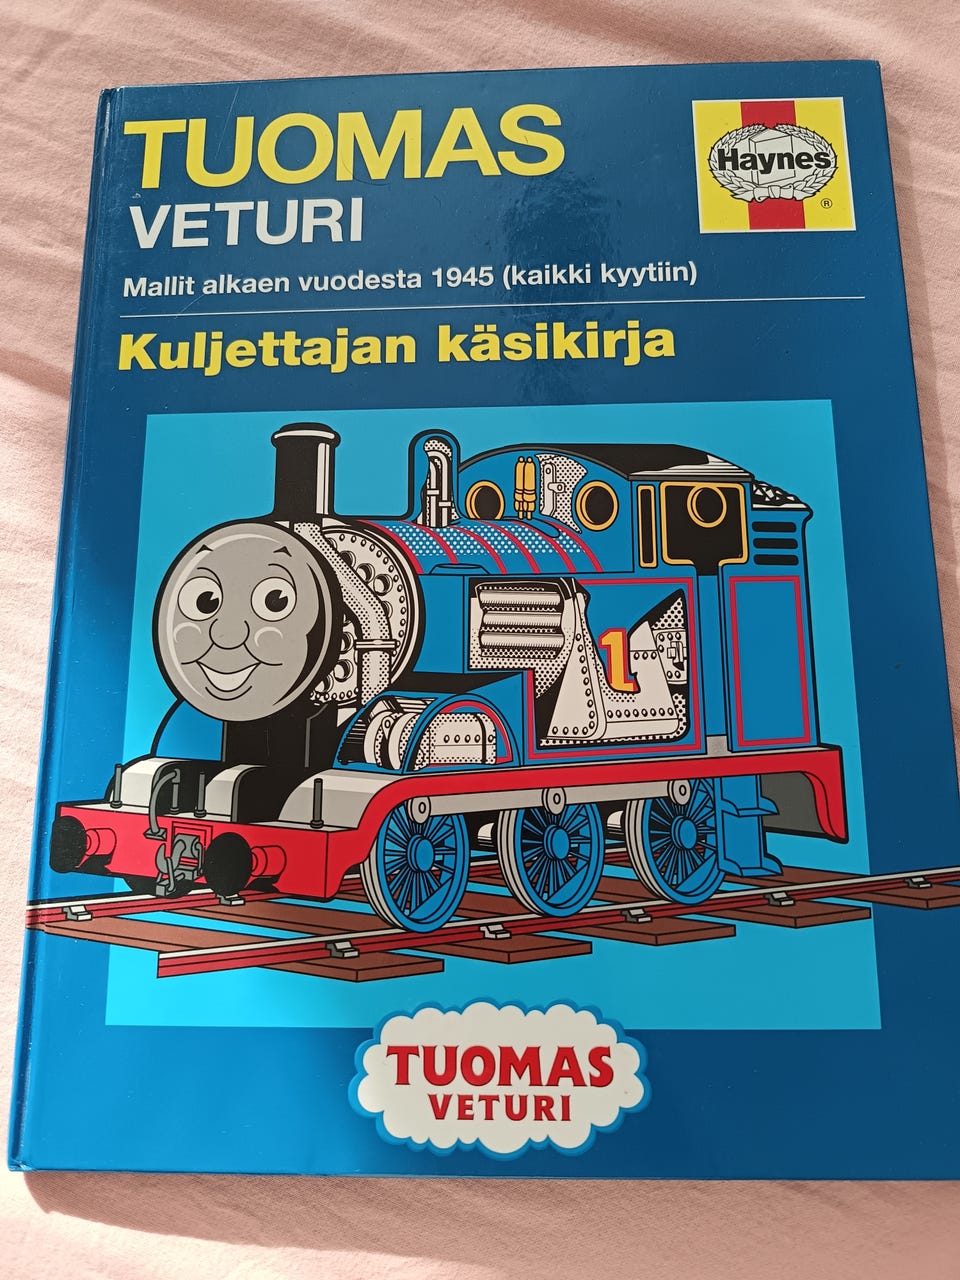 TUOMAS
VETURI
Haynes
®
Mallit alkaen vuodesta 1945 (kaikki kyytiin)
Kuljettajan käsikirja
1
TUOMAS
VETURI